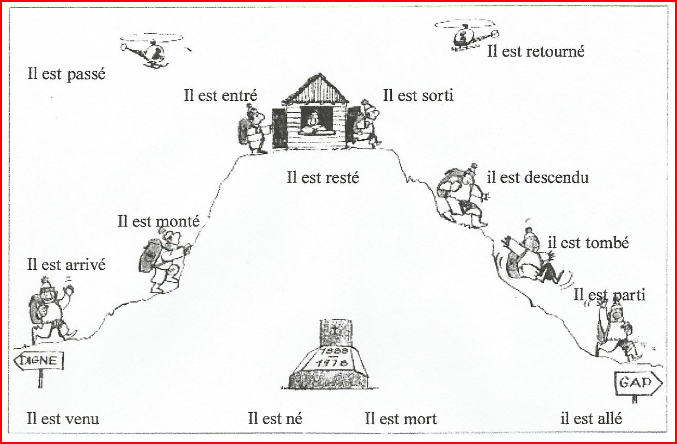 Il est retourné
Il est passé
Il est entré
Il est sorti
Il est resté
il est descendu
Il est monté
il est tombé
Il est arrivé
Il est parti
1888
1978
DIGNE
GAP
Il est venu
Il est né
Il est mort
il est allé